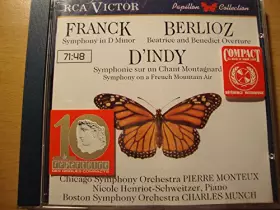 RCA VICTOR Papillon Collection
FRANCK BERLIOZ
Symphony in D Minor Beatrice and Benedict Overture
71:48
D'INDY
COMPACT
Symphonie sur un Chant Montagnard
Symphony on a French Mountain Air
10
Chicago Symphony Orchestra PIERRE MONTEUX
Nicole Henriot-Schweitzer, Piano
Boston Symphony Orchestra CHARLES MUNCH